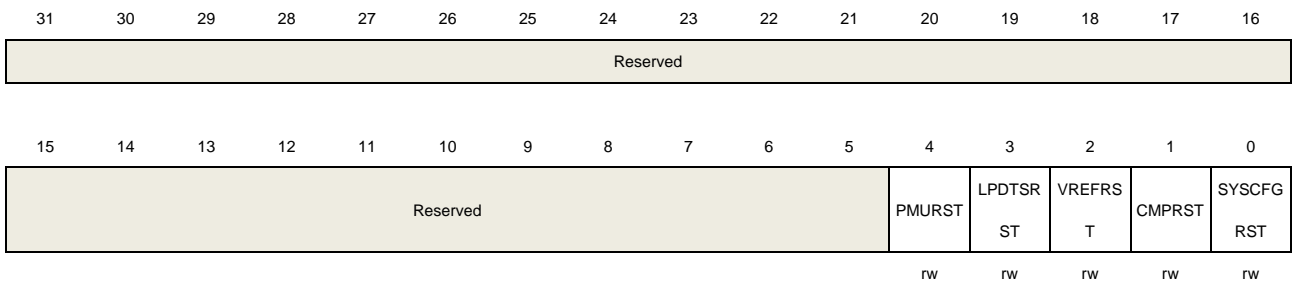 31 30 29 28 27 26 25 24 23 22 21 20 19 18 17 16
Reserved
15 14 13 12 11 10 9 8 7 6 5 4 3 2 1 0
Reserved
PMURST
LPDTSR
ST
VREFRS
T
CMPRST
SYSCFG
RST
rw rw rw rw rw